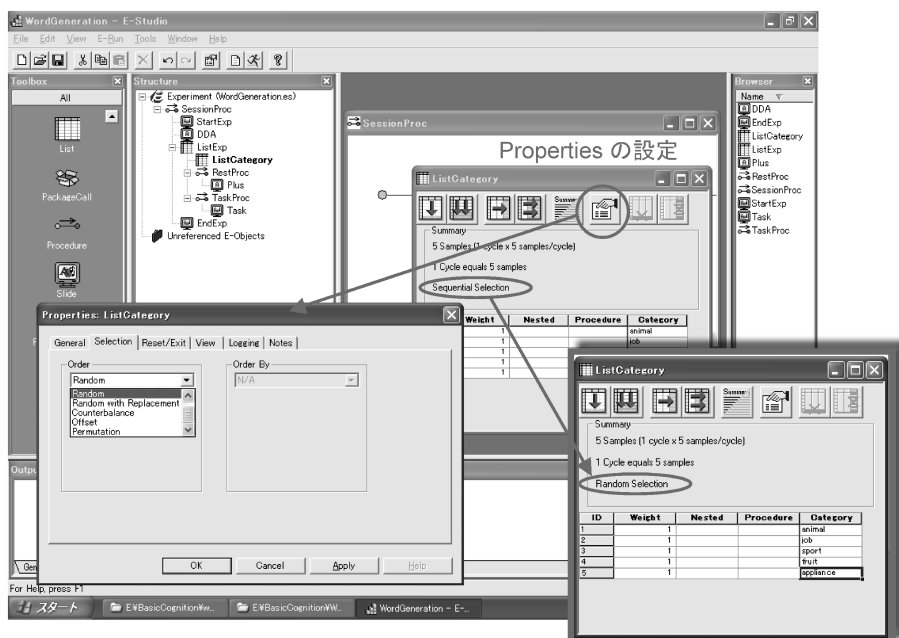 WordGeneration - E-Studio
File Edit View E-Run Tools Window Help
Toolbox
All
List
PackageCall
Procedure
Slide
Structure
Experiment (WordGeneration.es)
SessionProc
StartExp
DDA
ListExp
ListCategory
RestProc
Plus
TaskProc
Task
EndExp
Unreferenced E-Objects
SessionProc
Properties の設定
ListCategory
Summary
Summary
5 Samples (1 cycle x 5 samples/cycle)
1 Cycle equals 5 samples
Sequential Selection
Weight Nested Procedure Category
1 animal
1 job
1
1
1
Browser
Name
DDA
EndExp
ListCategory
ListExp
Plus
RestProc
SessionProc
StartExp
Task
TaskProc
Properties: ListCategory
General Selection Reset/Exit View Logging Notes
Order
Random
Random
Random with Replacement
Counterbalance
Offset
Permutation
Order By
N/A
OK Cancel Apply Help
ListCategory
Summary
Summary
5 Samples (1 cycle x 5 samples/cycle)
1 Cycle equals 5 samples
Random Selection
ID Weight Nested Procedure Category
1 1 animal
2 1 job
3 1 sport
4 1 fruit
5 1 appliance
For Help, press F1
スタート
E¥BasicCognition¥w...
E¥BasicCognition¥W...
WordGeneration - E-...